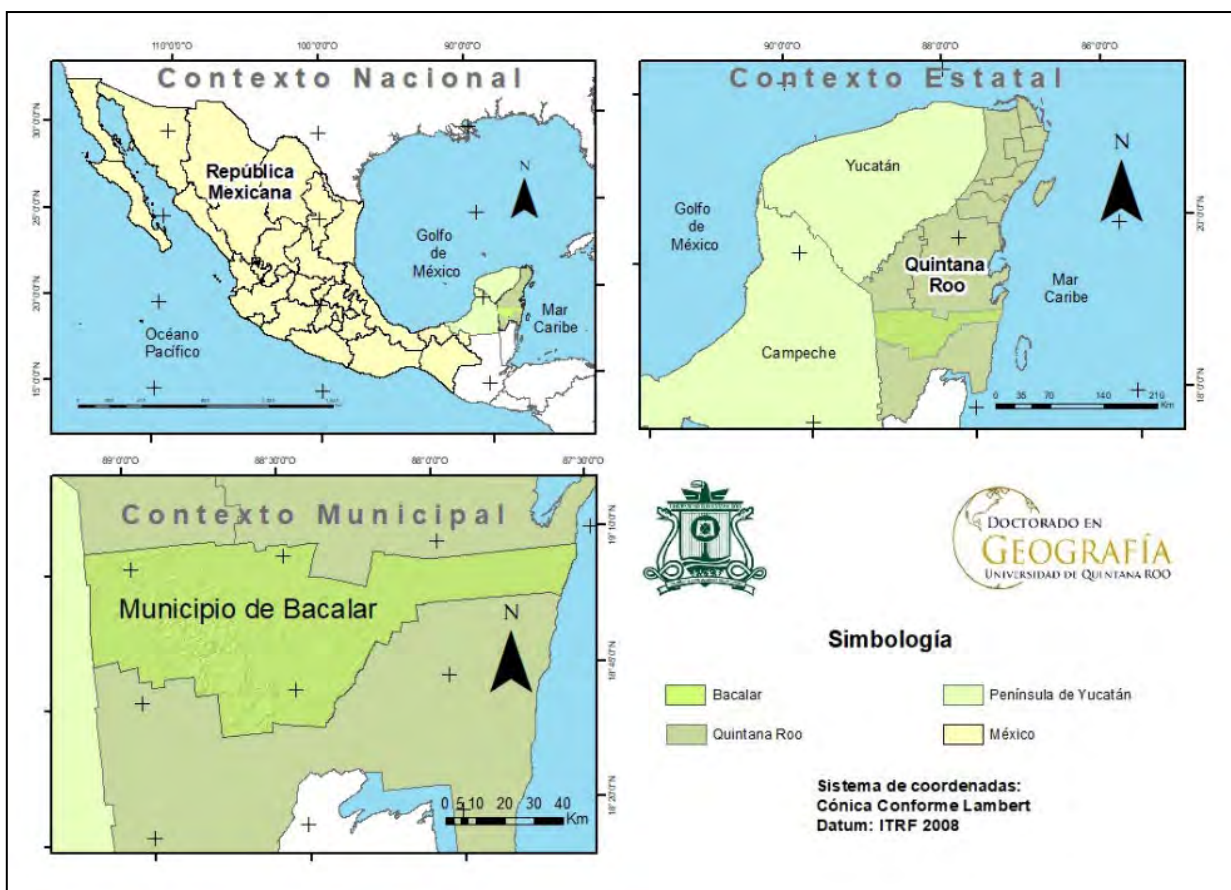 110°0'0"O
100°0'0"O
90°0'0"O
Contexto Nacional
30°0'0"N
25°0'0"N
20°0'0"N
15°0'0"N
República
Mexicana
N
Golfo
de
México
Mar
Caribe
Océano
Pacífico
90°0'0"O
88°0'0"O
86°0'0"O
Contexto Estatal
N
Yucatán
Golfo
de
México
20°0'0"N
Quintana
Roo
Mar
Caribe
Campeche
18°0'0"N
0 35 70 140 210
Km
89°0'0"O
88°30'0"O
88°0'0"O
87°30'0"O
Contexto Municipal
19°10'0"N
Municipio de Bacalar
N
18°45'0"N
18°20'0"N
0 5 10 20 30 40
Km
DOCTORADO EN
GEOGRAFÍA
UNIVERSIDAD DE QUINTANA ROO
Simbología
Bacalar
Península de Yucatán
Quintana Roo
México
Sistema de coordenadas:
Cónica Conforme Lambert
Datum: ITRF 2008